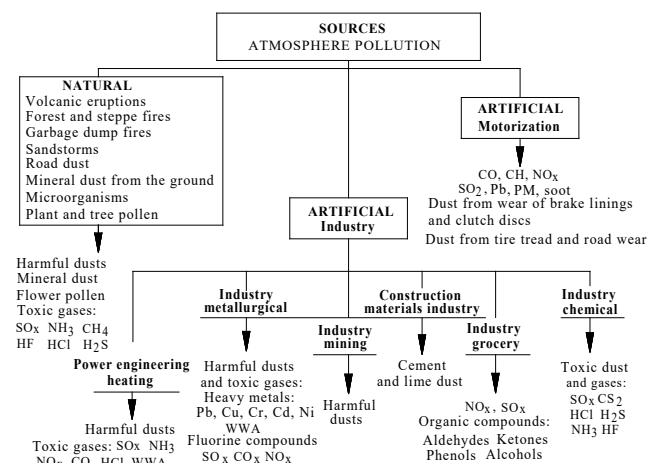 SOURCES
ATMOSPHERE POLLUTION
NATURAL
Volcanic eruptions
Forest and steppe fires
Garbage dump fires
Sandstorms
Road dust
Mineral dust from the ground
Microorganisms
Plant and tree pollen
Harmful dusts
Mineral dust
Flower pollen
Toxic gases:
SOx NH3 CH4
HF HCl H2S
ARTIFICIAL
Motorization
CO, CH, NOx
SO2, Pb, PM, soot
Dust from wear of brake linings
and clutch discs
Dust from tire tread and road wear
ARTIFICIAL
Industry
Power engineering
heating
Harmful dusts
Toxic gases: SOx NH3
NOx CO HCl WWA
Industry
metallurgical
Harmful dusts
and toxic gases:
Heavy metals:
Pb, Cu, Cr, Cd, Ni
WWA
Fluorine compounds
SOx COx NOx
Industry
mining
Harmful
dusts
Construction
materials industry
Cement
and lime dust
Industry
grocery
NOx, SOx
Organic compounds:
Aldehydes Ketones
Phenols Alcohols
Industry
chemical
Toxic dust
and gases:
SOx CS2
HCl H2S
NH3 HF